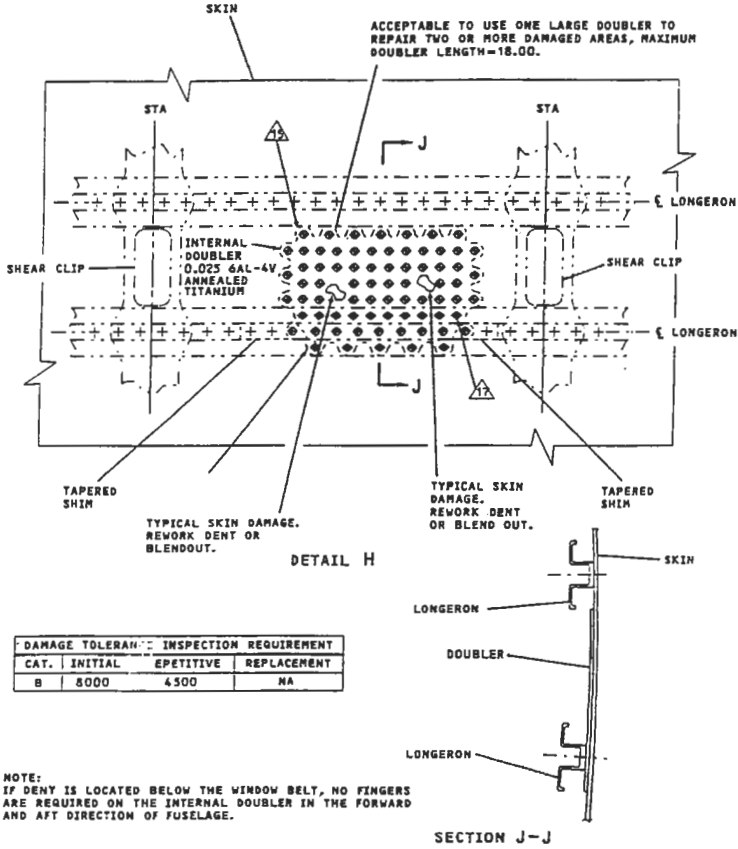 SKIN
ACCEPTABLE TO USE ONE LARGE DOUBLER TO
REPAIR TWO OR MORE DAMAGED AREAS, MAXIMUM
DOUBLER LENGTH=18.00.
STA
STA
15
J
℄ LONGERON
INTERNAL
DOUBLER
0.025 6AL-4V
ANNEALED
TITANIUM
SHEAR CLIP
SHEAR CLIP
℄ LONGERON
J
17
TAPERED
SHIM
TYPICAL SKIN DAMAGE.
REWORK DENT OR
BLENDOUT.
TYPICAL SKIN
DAMAGE.
REWORK DENT
OR BLEND OUT.
TAPERED
SHIM
DETAIL H
SKIN
LONGERON
DOUBLER
LONGERON
SECTION J-J
DAMAGE INSPECTION REQUIREMENT
CAT. INITIAL EPETITIVE REPLACEMENT
B 8000 4500 NA
NOTE:
IF DENT IS LOCATED BELOW THE WINDOW BELT, NO FINGERS
ARE REQUIRED ON THE INTERNAL DOUBLER IN THE FORWARD
AND AFT DIRECTION OF FUSELAGE.